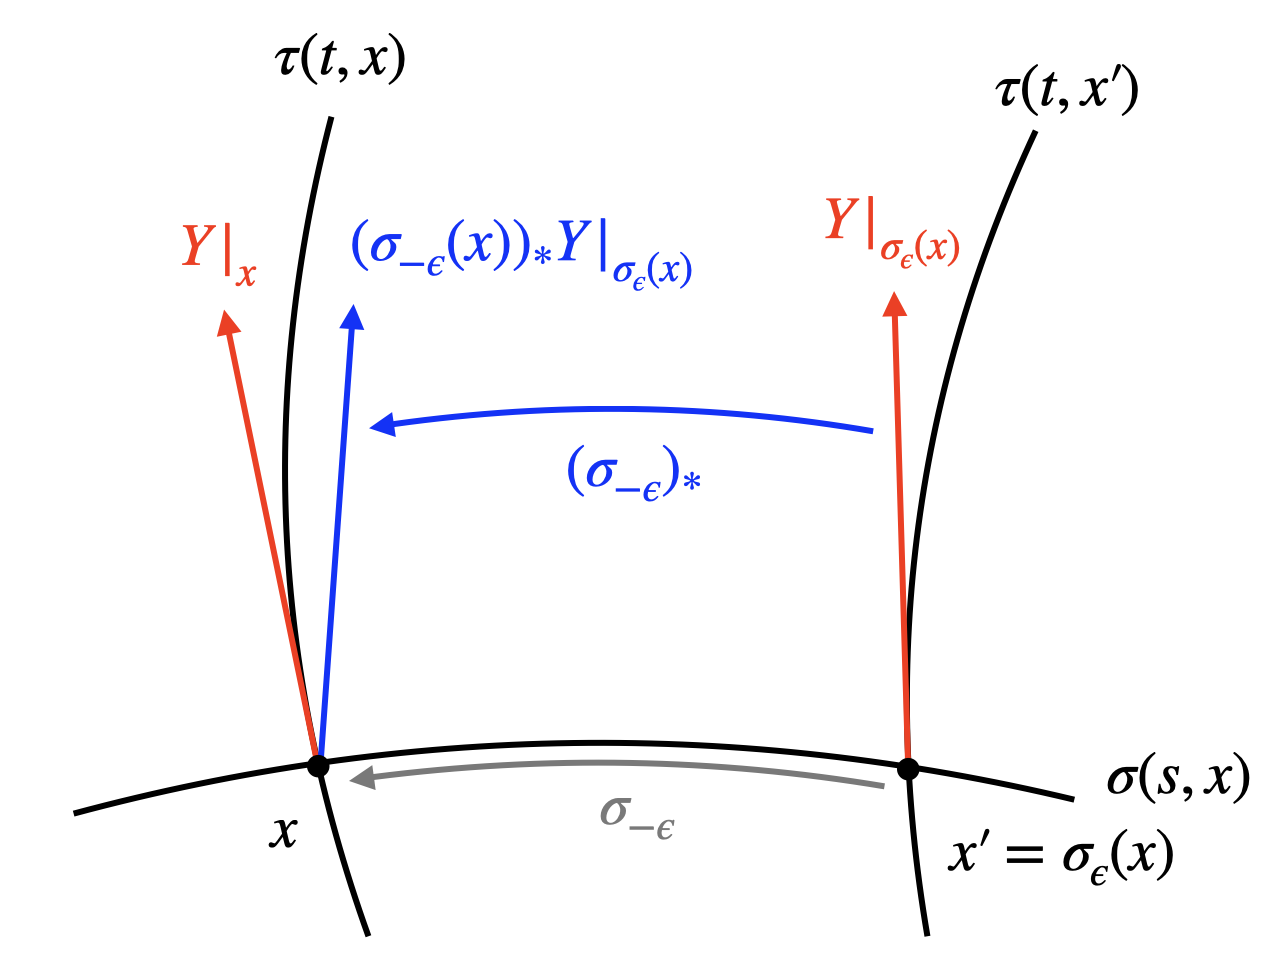 τ(t, x)
τ(t, x′)
Y|ₓ
(σ₋ϵ(x))∗Y|σϵ(x)
Y|σϵ(x)
(σ₋ϵ)∗
σ(s, x)
σ₋ϵ
x
x′ = σϵ(x)